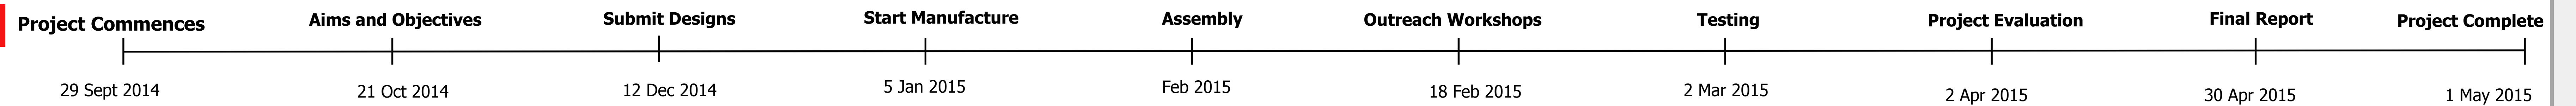 Project Commences
Aims and Objectives
Submit Designs
Start Manufacture
Assembly
Outreach Workshops
Testing
Project Evaluation
Final Report
Project Complete
29 Sept 2014
21 Oct 2014
12 Dec 2014
5 Jan 2015
Feb 2015
18 Feb 2015
2 Mar 2015
2 Apr 2015
30 Apr 2015
1 May 2015